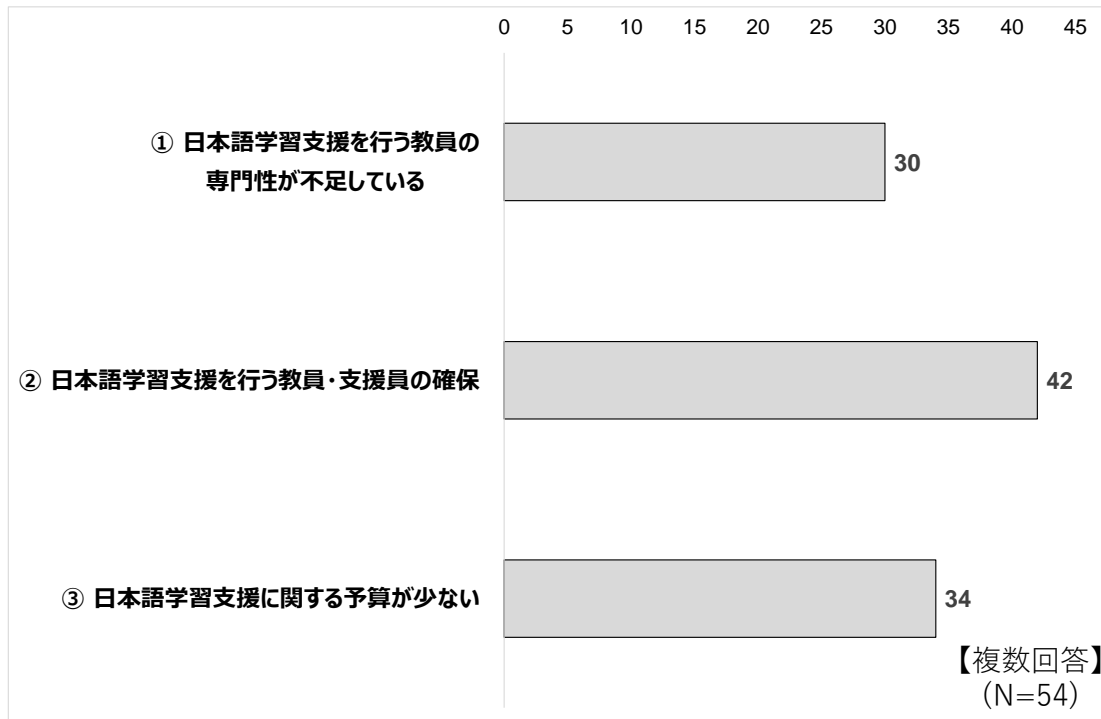 0 5 10 15 20 25 30 35 40 45
① 日本語学習支援を行う教員の
専門性が不足している
30
② 日本語学習支援を行う教員・支援員の確保
42
③ 日本語学習支援に関する予算が少ない
34
【複数回答】
（N=54）